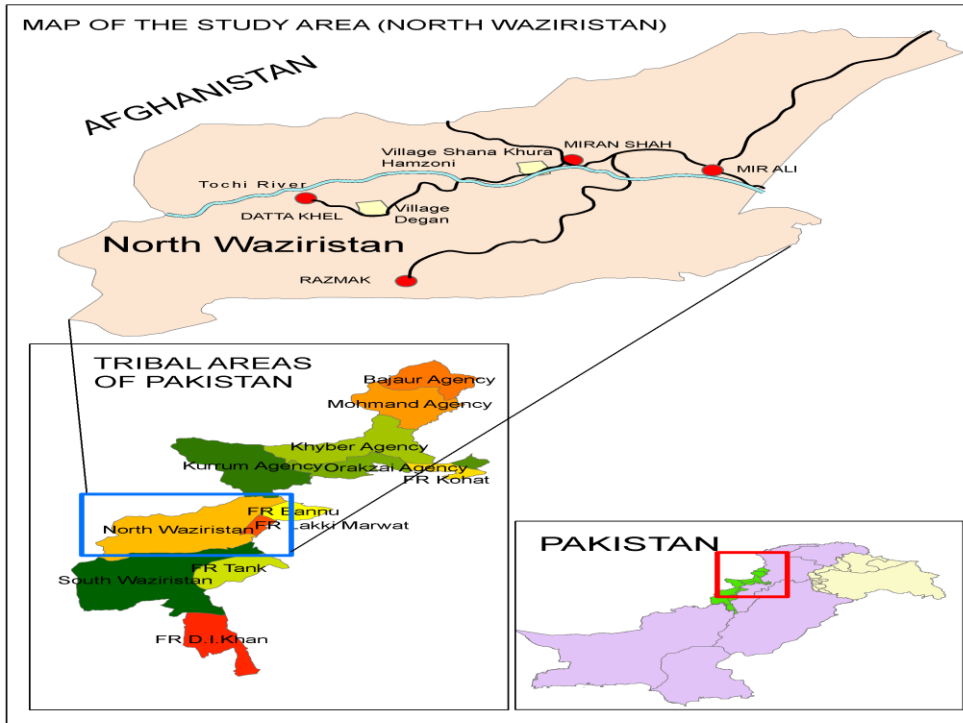 MAP OF THE STUDY AREA (NORTH WAZIRISTAN)
AFGHANISTAN
Village Shana Khura
Hamzoni
MIRAN SHAH
MIR ALI
Tochi River
DATTA KHEL
Village
Degan
North Waziristan
RAZMAK
TRIBAL AREAS
OF PAKISTAN
Bajaur Agency
Mohmand Agency
Khyber Agency
Kurrum Agency
Orakzai Agency
FR Kohat
FR Bannu
North Waziristan
FR Lakki Marwat
FR Tank
South Waziristan
FR D.I.Khan
PAKISTAN